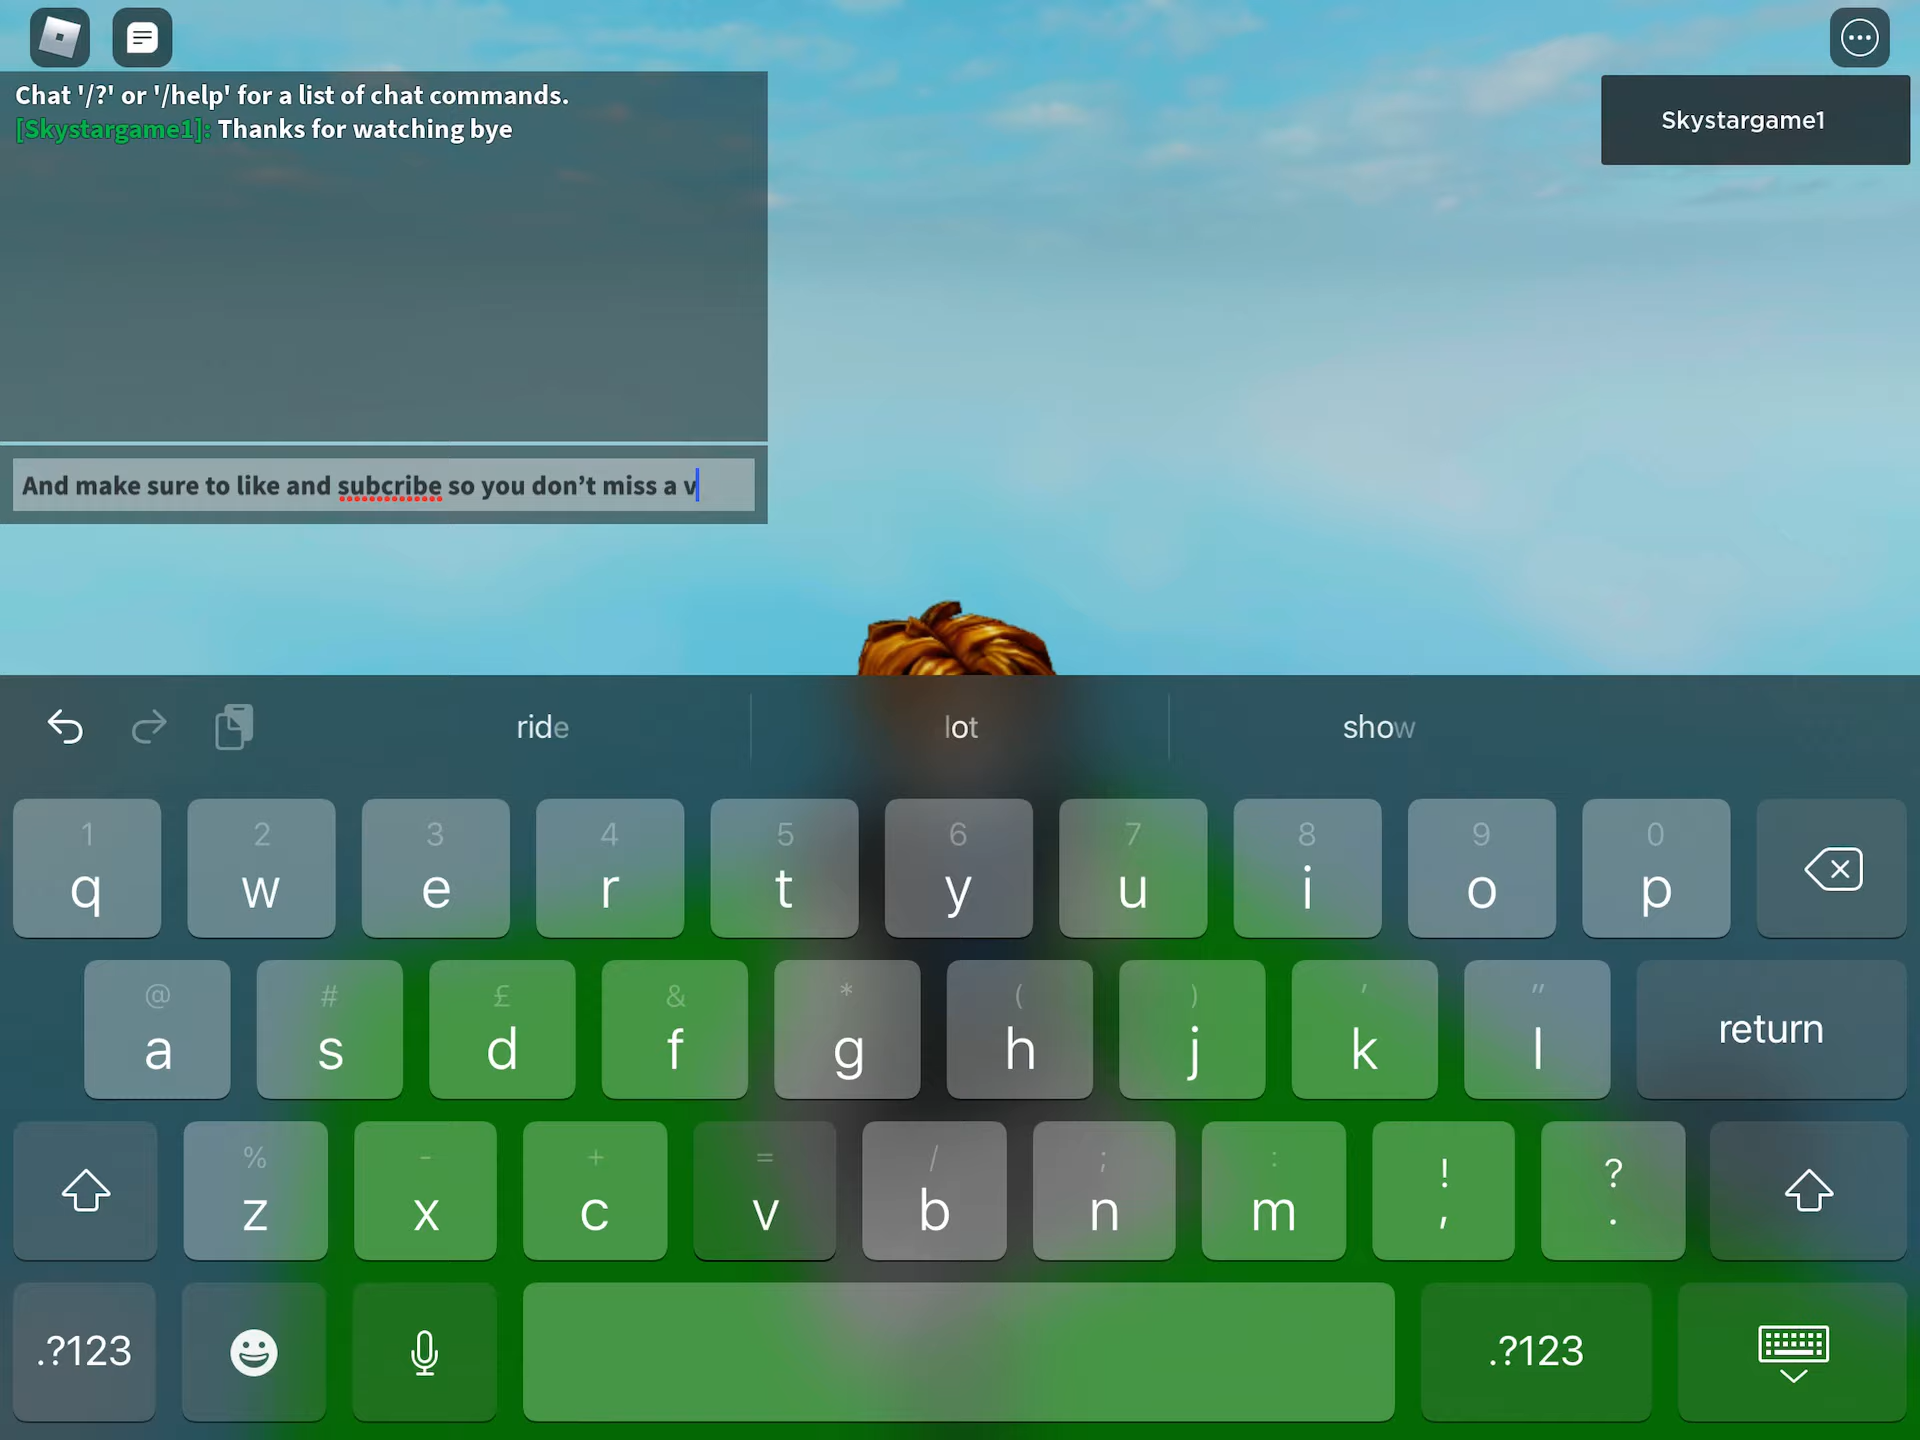 Chat '/?' or '/help' for a list of chat commands.
[Skystargame1]: Thanks for watching bye
Skystargame1
And make sure to like and subcribe so you don’t miss a v
ride lot show
1 2 3 4 5 6 7 8 9 0
q w e r t y u i o p
@ # £ & * ( ) ' "
a s d f g h j k l return
% - + = / ; : ! ?
z x c v b n m , .
.?123 .?123